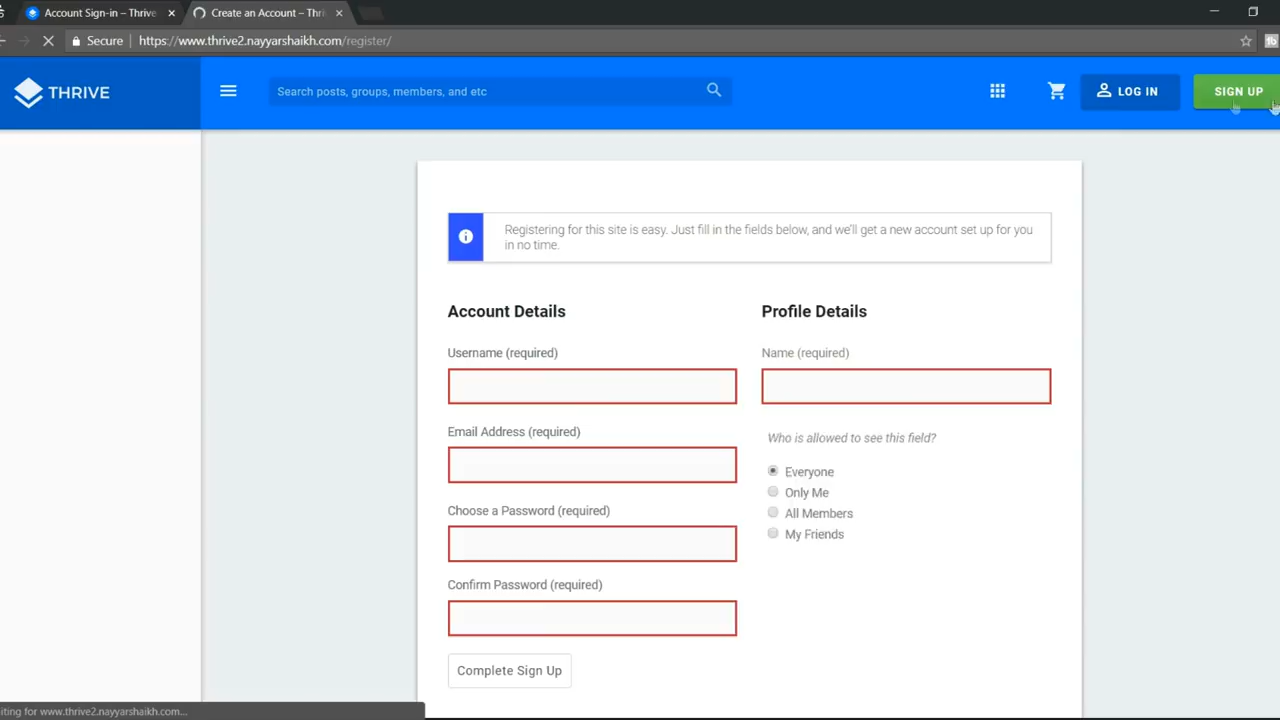 Account Sign-in – Thrive
Create an Account – Thri
Secure
https://www.thrive2.nayyarshaikh.com/register/
THRIVE
Search posts, groups, members, and etc
LOG IN
SIGN UP
Registering for this site is easy. Just fill in the fields below, and we'll get a new account set up for you
in no time.
Account Details
Profile Details
Username (required)
Name (required)
Email Address (required)
Who is allowed to see this field?
Everyone
Only Me
All Members
My Friends
Choose a Password (required)
Confirm Password (required)
Complete Sign Up
iting for www.thrive2.nayyarshaikh.com...